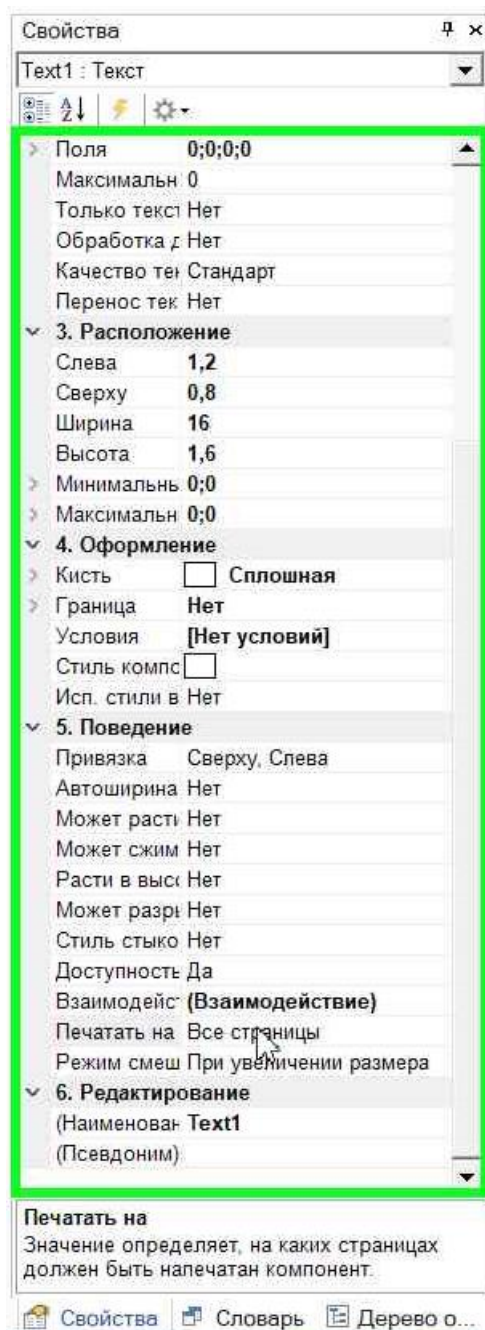 Свойства
Text1 : Текст
Поля 0;0;0;0
Максимальн 0
Только текст Нет
Обработка д Нет
Качество тек Стандарт
Перенос тек Нет
3. Расположение
Слева 1,2
Сверху 0,8
Ширина 16
Высота 1,6
Минимальнь 0;0
Максимальн 0;0
4. Оформление
Кисть Сплошная
Граница Нет
Условия [Нет условий]
Стиль компо
Исп. стили в Нет
5. Поведение
Привязка Сверху, Слева
Автоширина Нет
Может расти Нет
Может сжим Нет
Расти в высо Нет
Может разры Нет
Стиль стыко Нет
Доступность Да
Взаимодейст (Взаимодействие)
Печатать на Все страницы
Режим смещ При увеличении размера
6. Редактирование
(Наименован Text1
(Псевдоним)
Печатать на
Значение определяет, на каких страницах
должен быть напечатан компонент.
Свойства Словарь Дерево о...